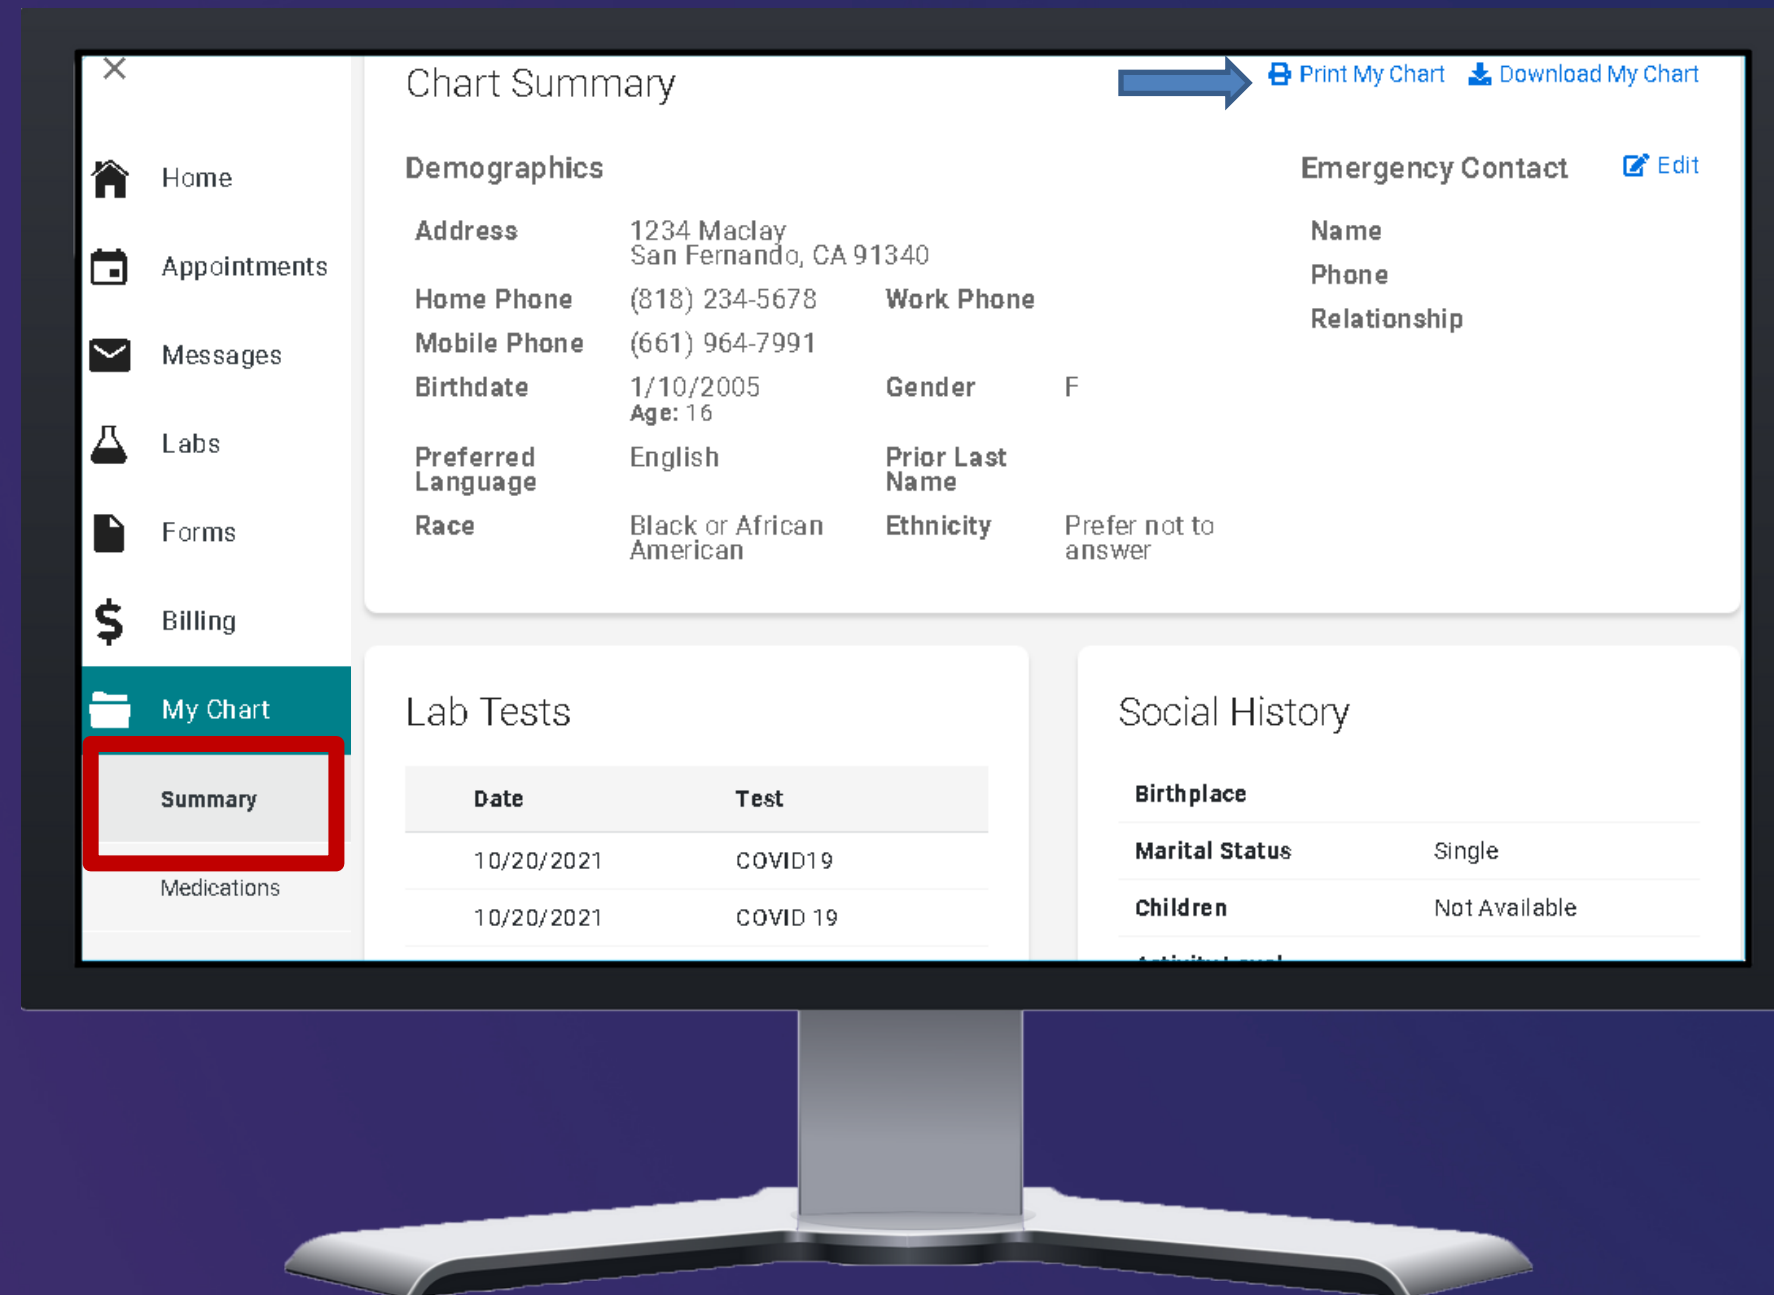 Home
Appointments
Messages
Labs
Forms
Billing
My Chart
Summary
Medications
Chart Summary
Print My Chart Download My Chart
Demographics
Address 1234 Maclay
San Fernando, CA 91340
Home Phone (818) 234-5678 Work Phone
Mobile Phone (661) 964-7991
Birthdate 1/10/2005 Gender F
Age: 16
Preferred English Prior Last
Language Name
Race Black or African Ethnicity Prefer not to
American answer
Emergency Contact Edit
Name
Phone
Relationship
Lab Tests
Date Test
10/20/2021 COVID19
10/20/2021 COVID 19
Social History
Birthplace
Marital Status Single
Children Not Available